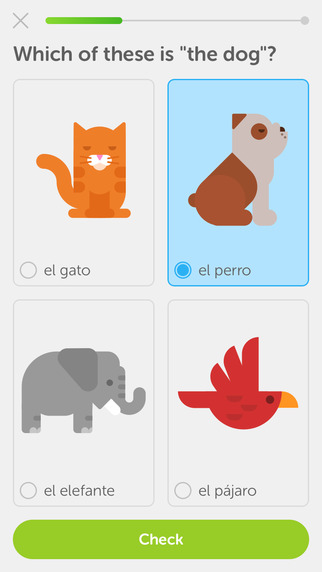 Which of these is "the dog"?
el gato
el perro
el elefante
el pájaro
Check